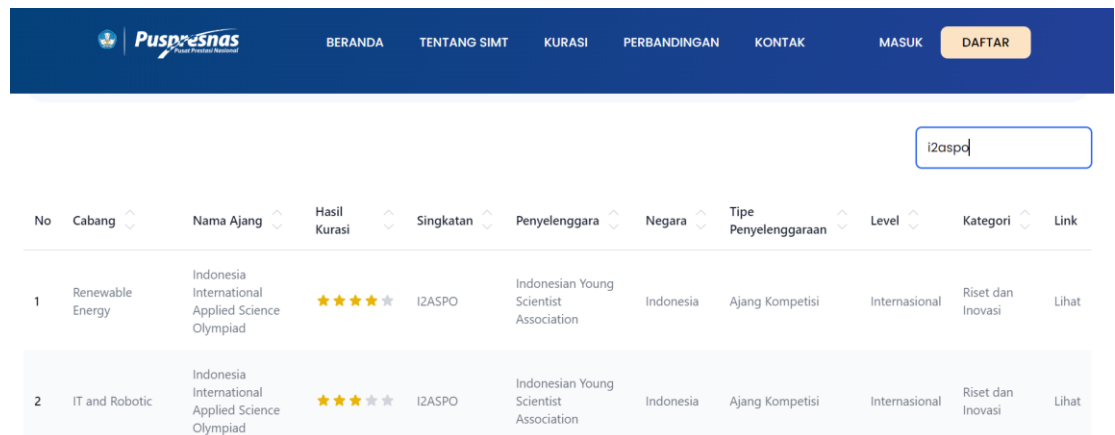 Puspresnas
Pusat Prestasi Nasional
BERANDA TENTANG SIMT KURASI PERBANDINGAN KONTAK MASUK DAFTAR
i2aspo
No Cabang Nama Ajang Hasil Kurasi Singkatan Penyelenggara Negara Tipe Penyelenggaraan Level Kategori Link
1 Renewable Energy Indonesia International Applied Science Olympiad I2ASPO Indonesian Young Scientist Association Indonesia Ajang Kompetisi Internasional Riset dan Inovasi Lihat
2 IT and Robotic Indonesia International Applied Science Olympiad I2ASPO Indonesian Young Scientist Association Indonesia Ajang Kompetisi Internasional Riset dan Inovasi Lihat